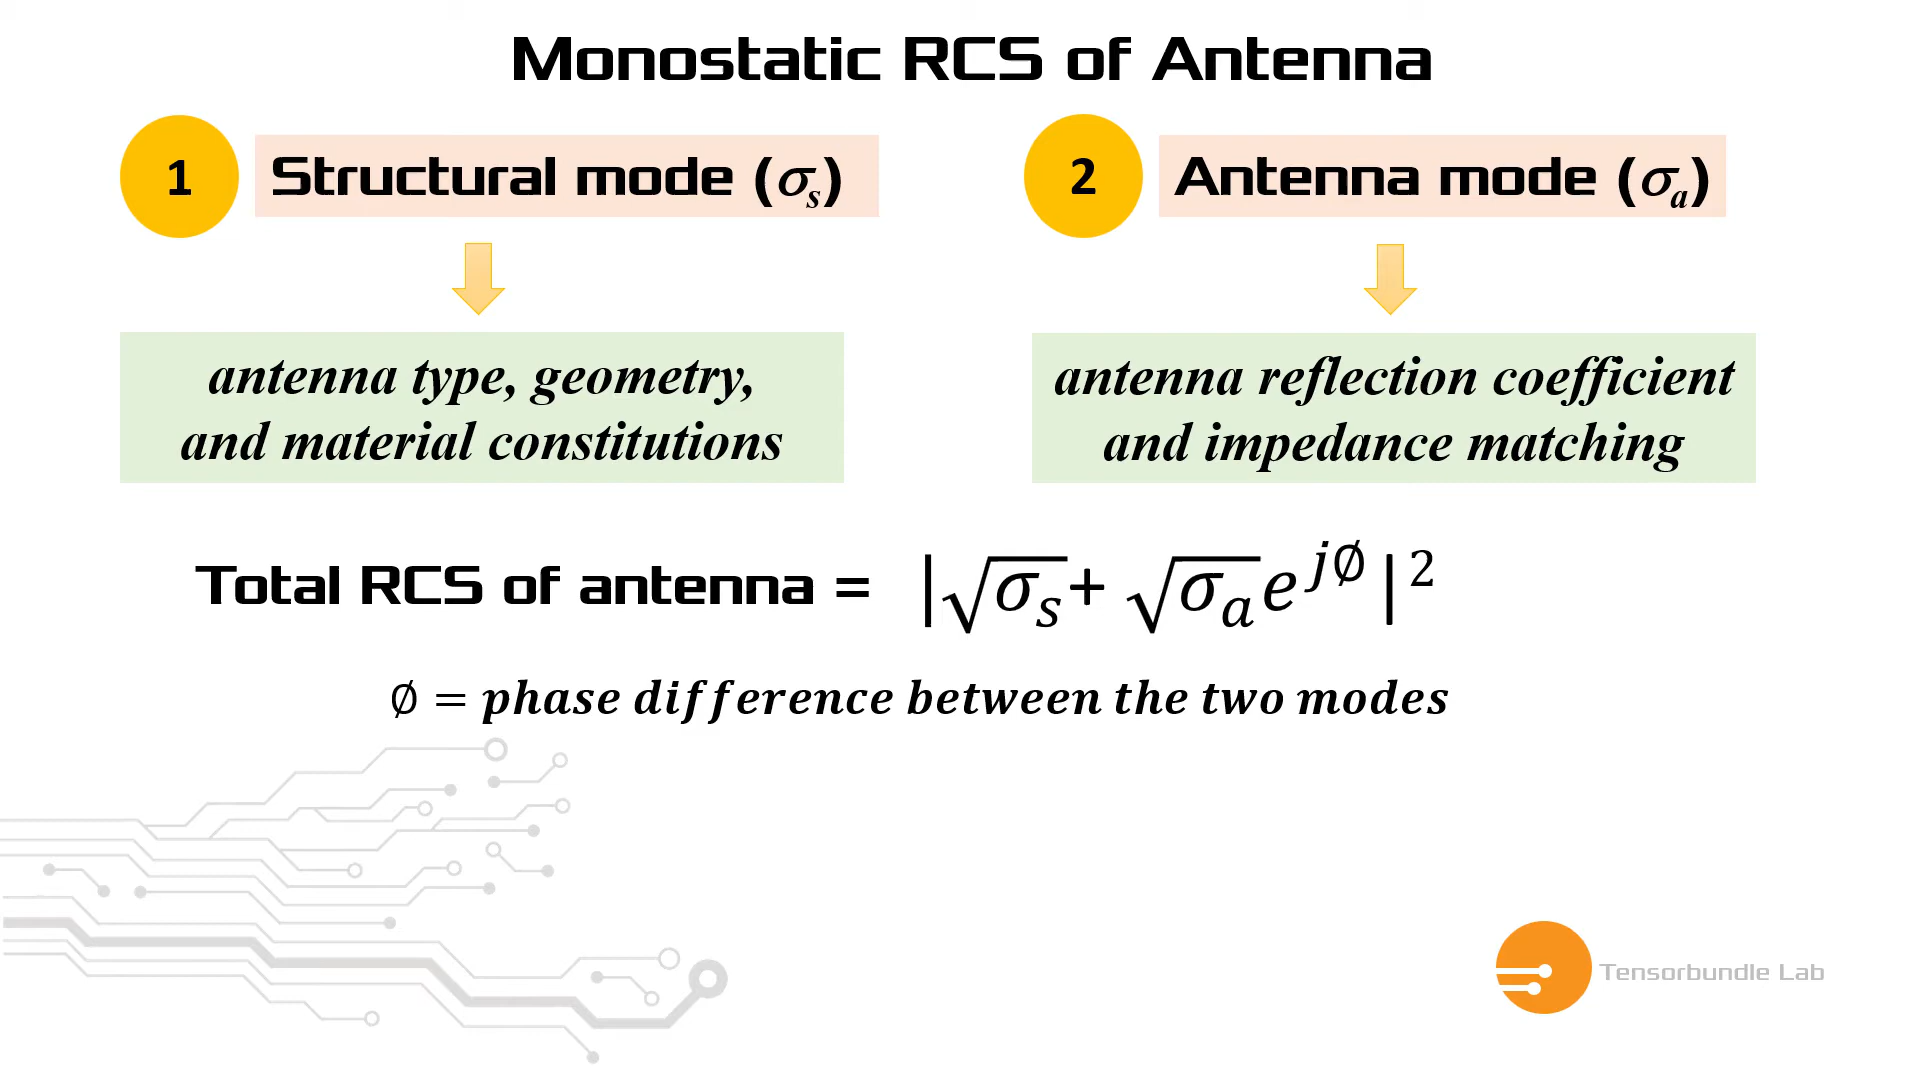 Monostatic RCS of Antenna
1
Structural mode (σₛ)
2
Antenna mode (σₐ)
antenna type, geometry,
and material constitutions
antenna reflection coefficient
and impedance matching
Total RCS of antenna = |√σₛ + √σₐ e^{j∅}|²
∅ = phase difference between the two modes
Tensorbundle Lab